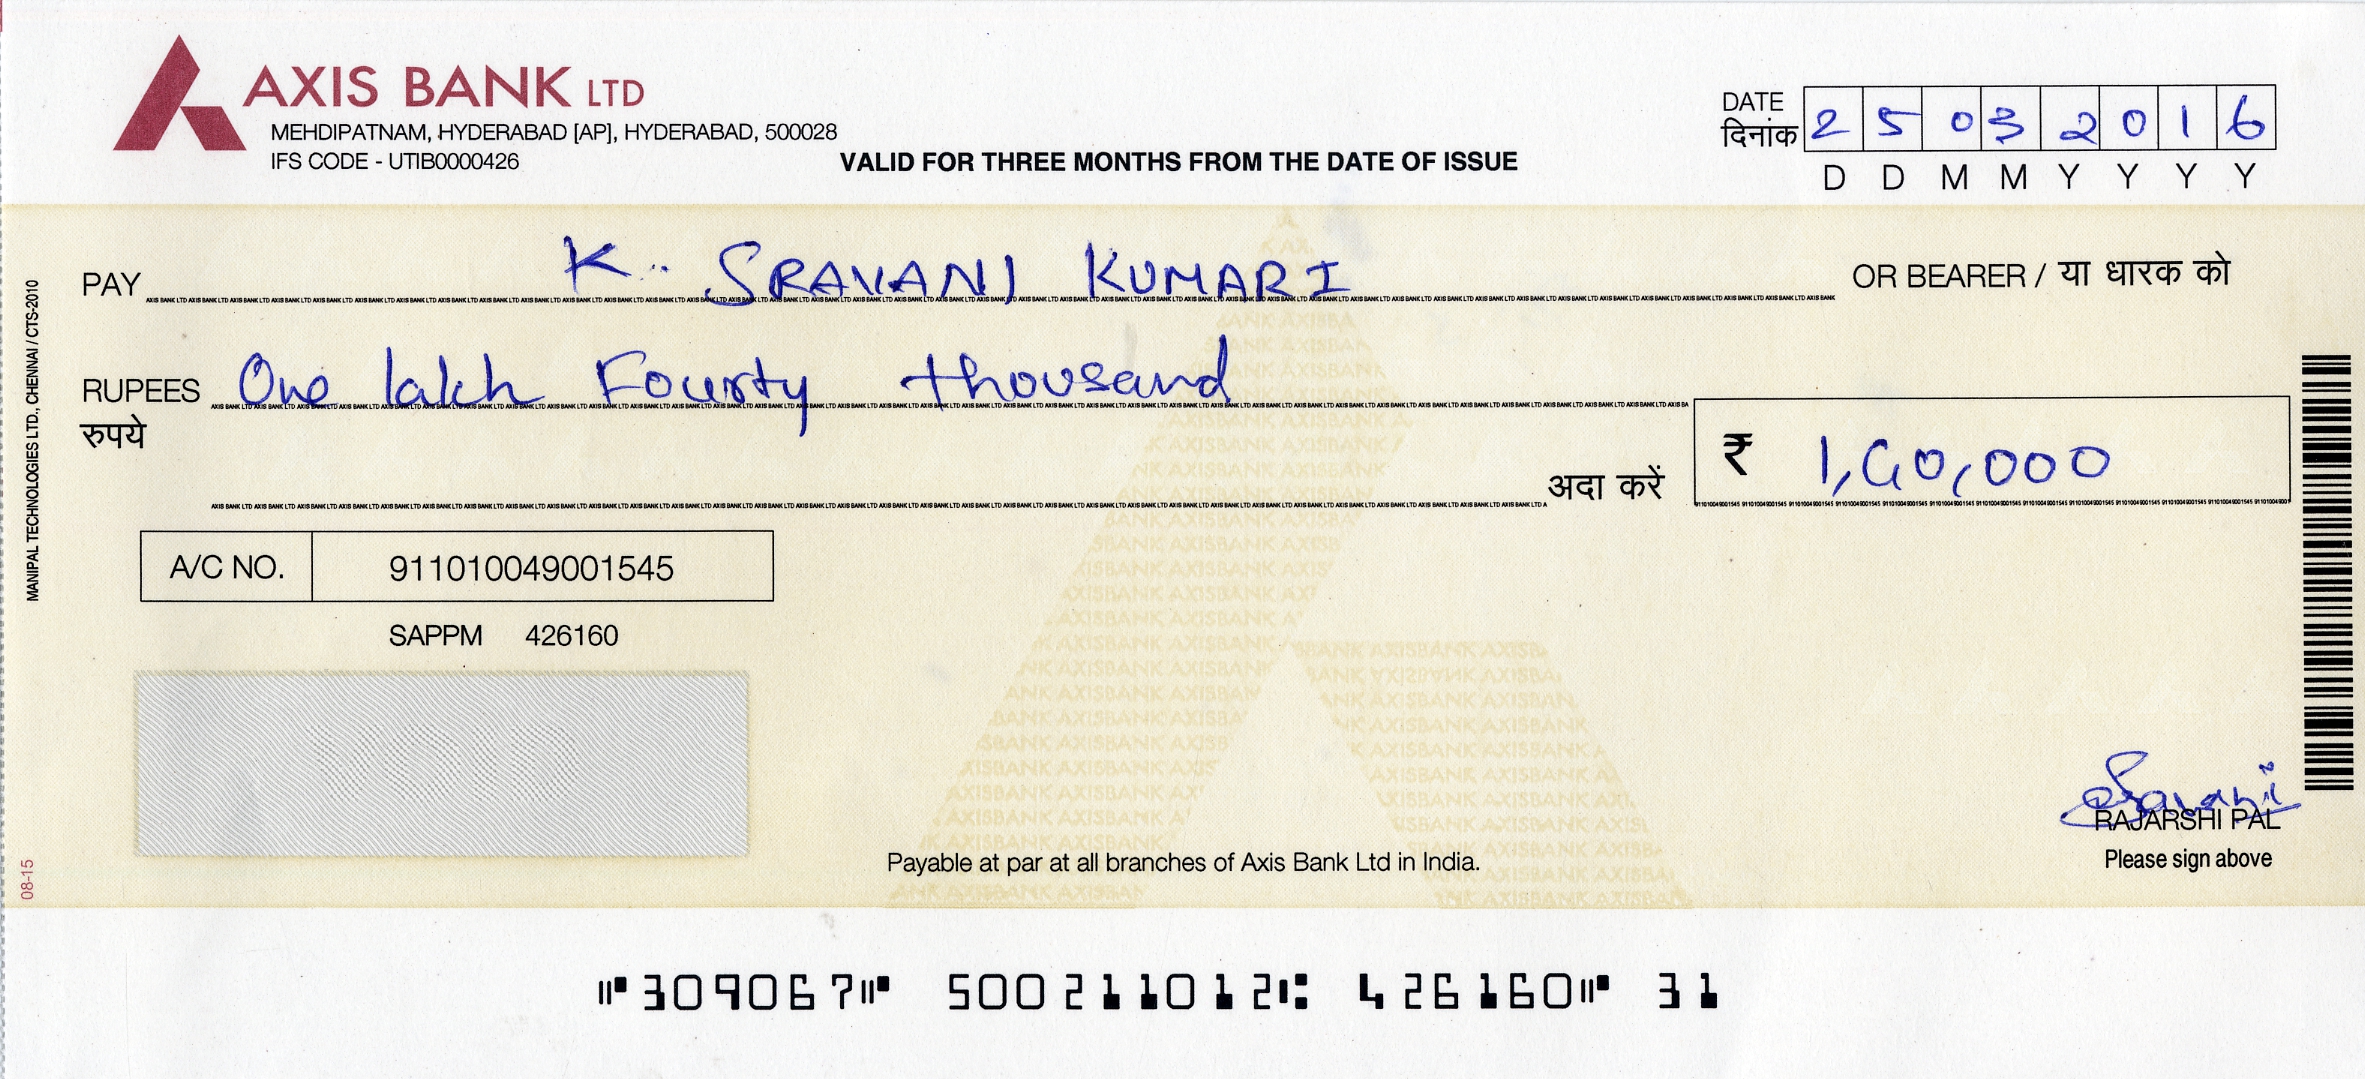 AXIS BANK LTD
MEHDIPATNAM, HYDERABAD [AP], HYDERABAD, 500028
IFS CODE - UTIB0000426
VALID FOR THREE MONTHS FROM THE DATE OF ISSUE
DATE
दिनांक
2 5 0 3 2 0 1 6
D D M M Y Y Y Y
PAY K. SRAVANI KUMARI OR BEARER / या धारक को
RUPEES One lakh Fourty thousand
रुपये
अदा करें ₹ 1,40,000
A/C NO. 911010049001545
SAPPM 426160
VOID
MANIPAL TECHNOLOGIES LTD., CHENNAI / CTS-2010
08-15
Sravani
RAJARSHI PAL
Please sign above
Payable at par at all branches of Axis Bank Ltd in India.
⑈309067⑈ 500211012⑆ 426160⑈ 31